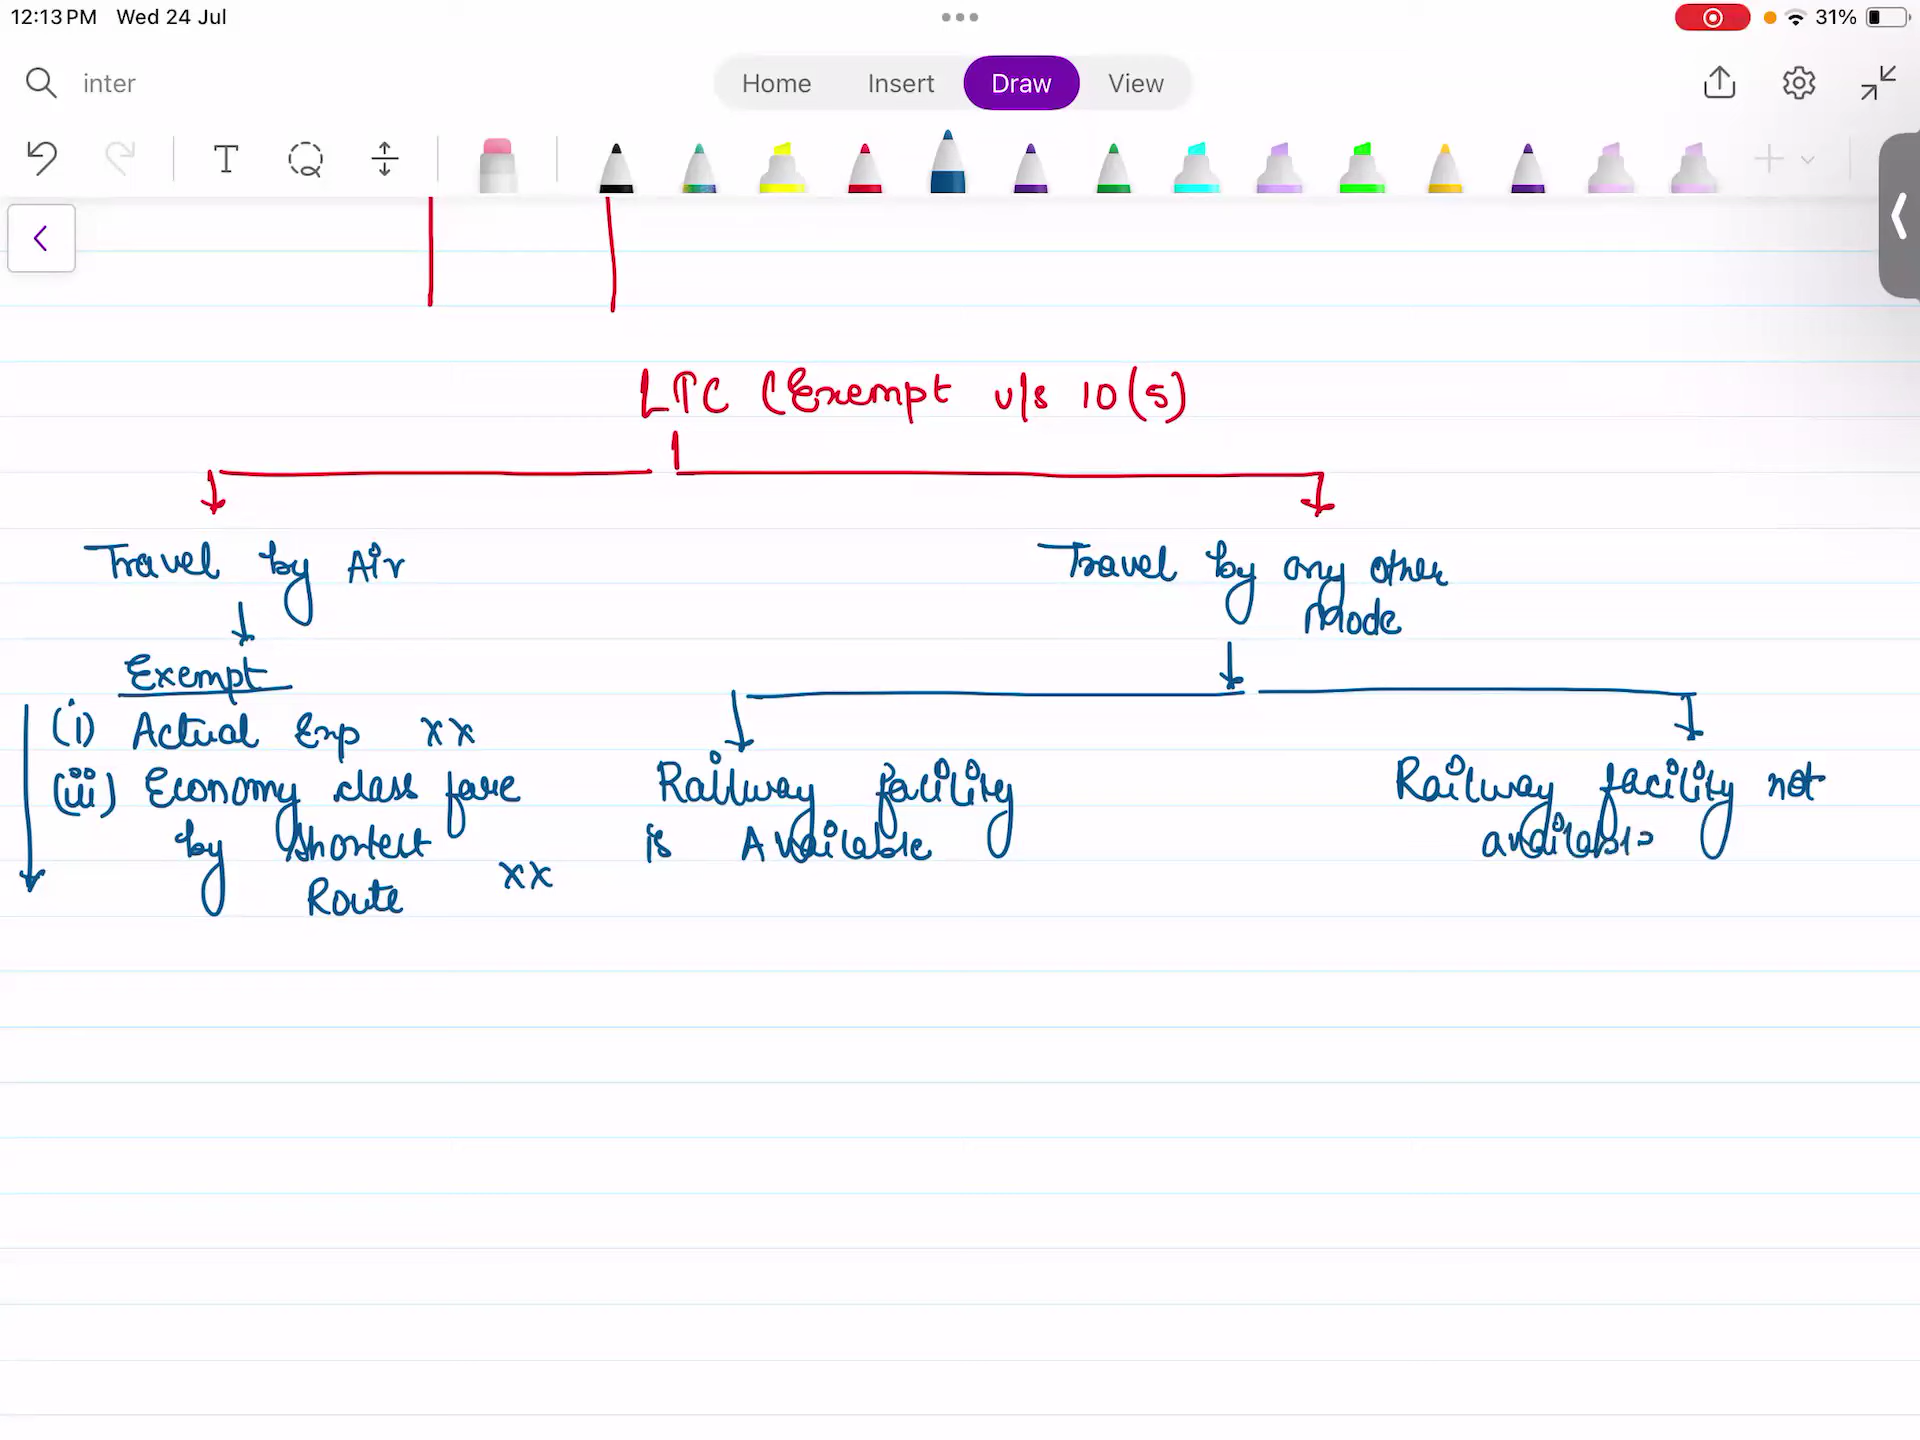 12:13 PM Wed 24 Jul
31%
inter
Home Insert Draw View
T
LTC (Exempt u/s 10(5)
Travel by Air
Travel by any other
Mode
Exempt
(i) Actual Exp xx
(iii) Economy class fare
by shortest
Route xx
Railway facility
is Available
Railway facility not
available